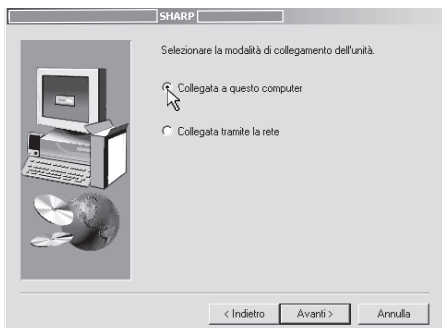 SHARP
Selezionare la modalità di collegamento dell'unità.
Collegata a questo computer
Collegata tramite la rete
< Indietro
Avanti >
Annulla